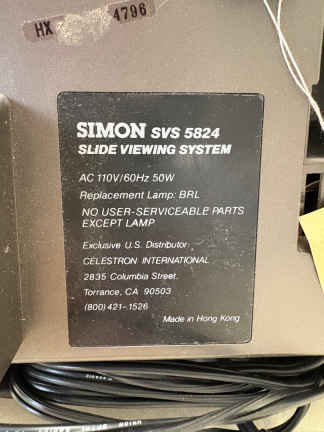 HX 4796
SIMON SVS 5824
SLIDE VIEWING SYSTEM
AC 110V/60Hz 50W
Replacement Lamp: BRL
NO USER-SERVICEABLE PARTS
EXCEPT LAMP
Exclusive U.S. Distributor:
CELESTRON INTERNATIONAL
2835 Columbia Street.
Torrance, CA 90503
(800) 421-1526
Made in Hong Kong